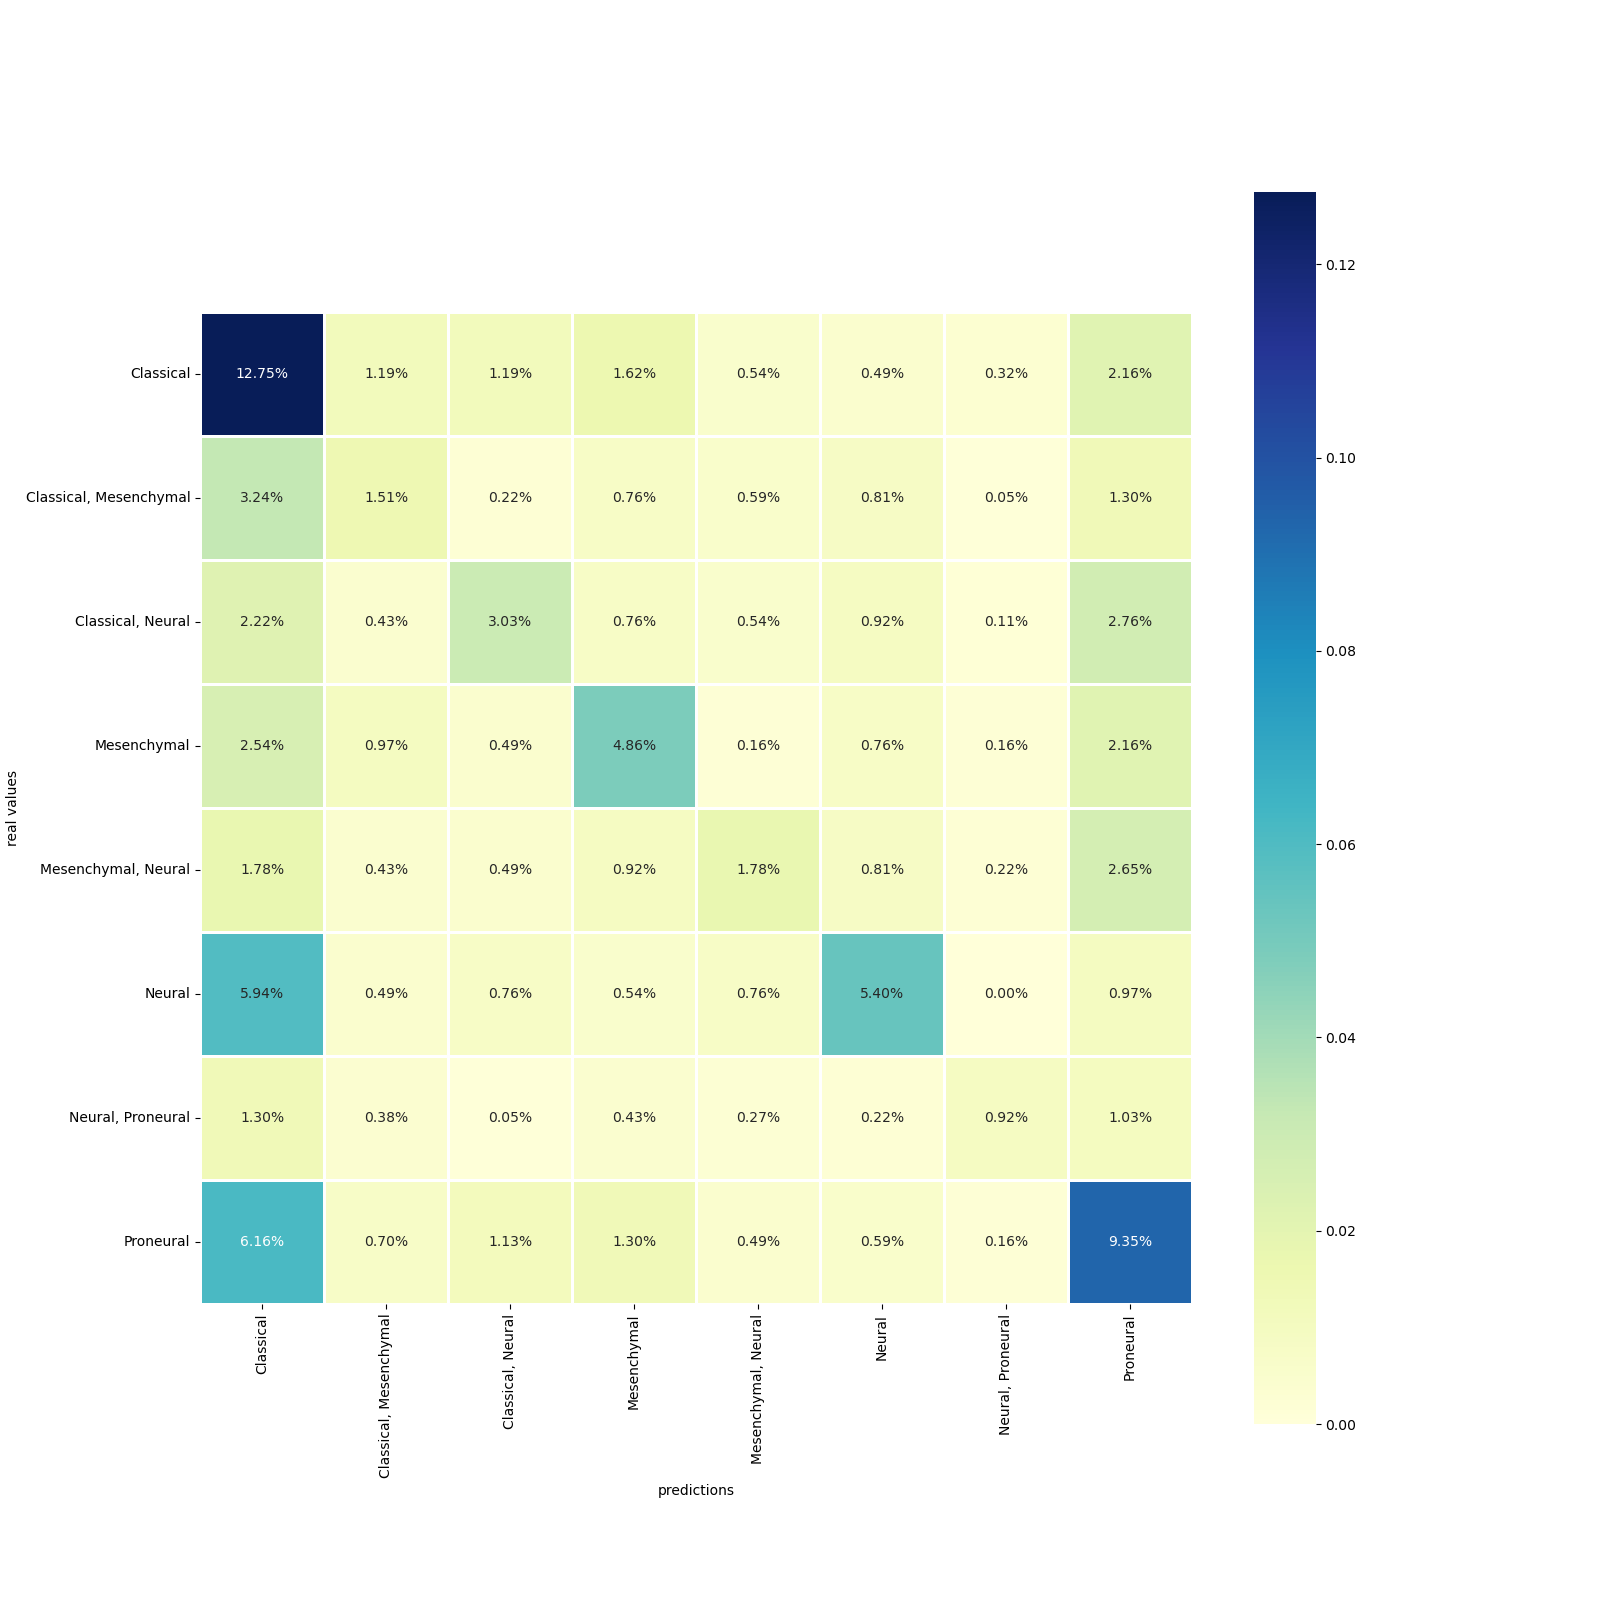 0.12
Classical 12.75% 1.19% 1.19% 1.62% 0.54% 0.49% 0.32% 2.16%
0.10
Classical, Mesenchymal 3.24% 1.51% 0.22% 0.76% 0.59% 0.81% 0.05% 1.30%
Classical, Neural 2.22% 0.43% 3.03% 0.76% 0.54% 0.92% 0.11% 2.76%
0.08
Mesenchymal 2.54% 0.97% 0.49% 4.86% 0.16% 0.76% 0.16% 2.16%
real values
0.06
Mesenchymal, Neural 1.78% 0.43% 0.49% 0.92% 1.78% 0.81% 0.22% 2.65%
Neural 5.94% 0.49% 0.76% 0.54% 0.76% 5.40% 0.00% 0.97%
0.04
Neural, Proneural 1.30% 0.38% 0.05% 0.43% 0.27% 0.22% 0.92% 1.03%
0.02
Proneural 6.16% 0.70% 1.13% 1.30% 0.49% 0.59% 0.16% 9.35%
0.00
Classical
Classical, Mesenchymal
Classical, Neural
Mesenchymal
Mesenchymal, Neural
Neural
Neural, Proneural
Proneural
predictions